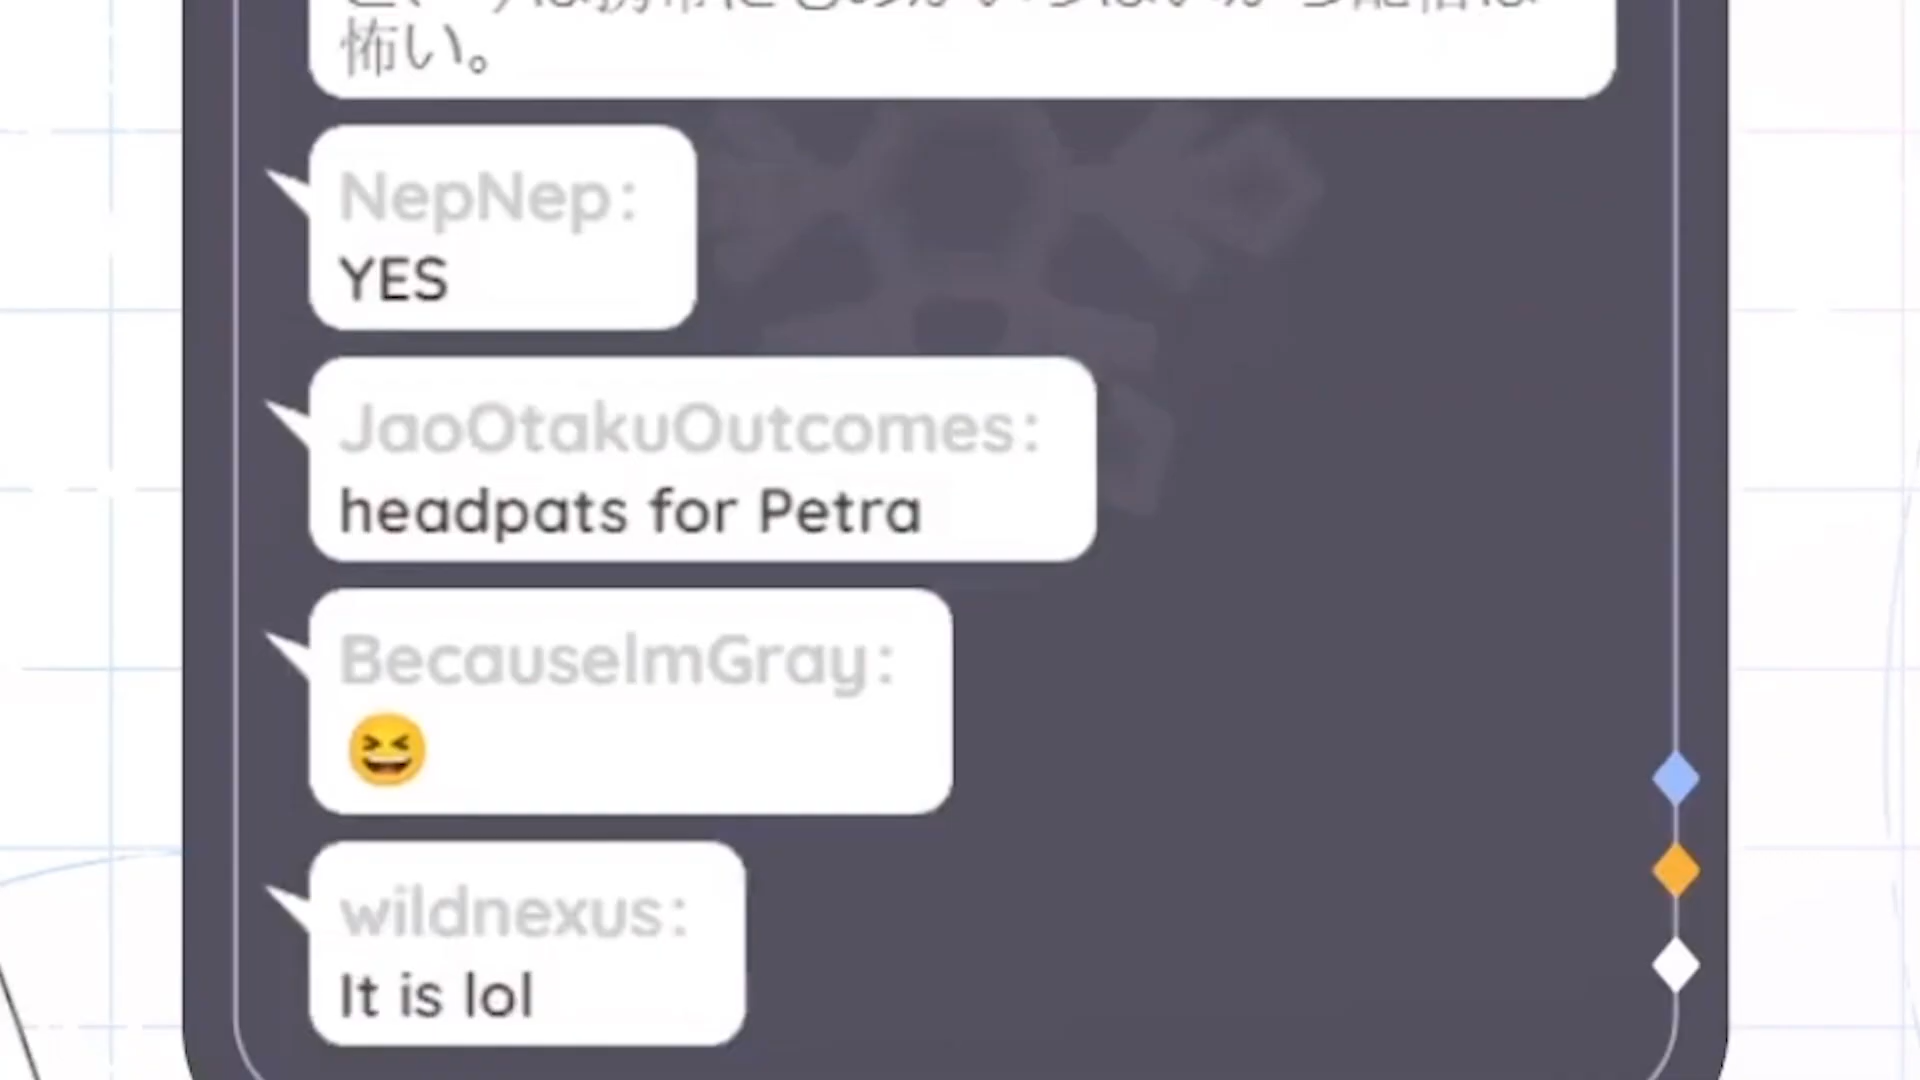 怖い。
NepNep:
YES
JaoOtakuOutcomes:
headpats for Petra
BecauseImGray:
😆
wildnexus:
It is lol